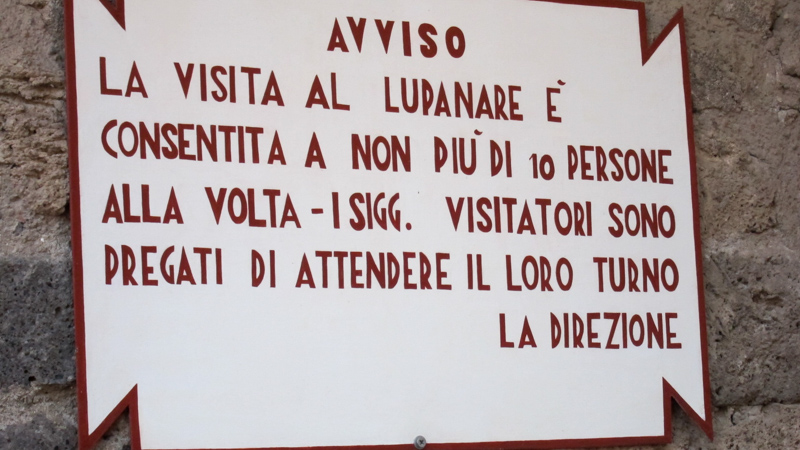 AVVISO
LA VISITA AL LUPANARE È
CONSENTITA A NON PIÙ DI 10 PERSONE
ALLA VOLTA - I SIGG. VISITATORI SONO
PREGATI DI ATTENDERE IL LORO TURNO
LA DIREZIONE